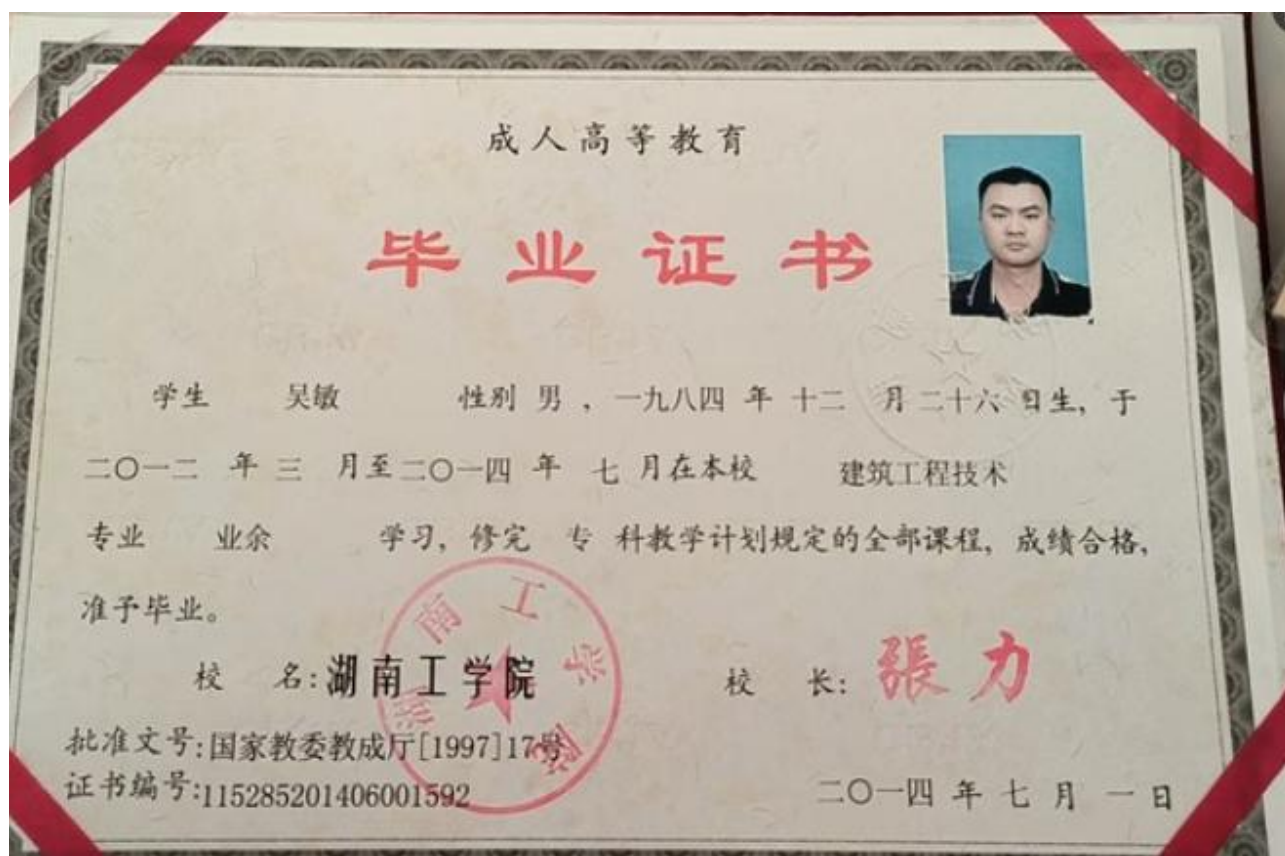 成人高等教育
毕业证书
学生 吴敏 性别 男 ，一九八四 年 十二 月 二十六 日生，于
二〇一二 年 三 月至 二〇一四 年 七 月在本校 建筑工程技术
专业 业余 学习，修完 专 科教学计划规定的全部课程，成绩合格，
准予毕业。
校 名：湖南工学院 校 长：張力
湖南工学院
批准文号：国家教委教成厅[1997]17号
证书编号：115285201406001592 二〇一四 年 七 月 一 日